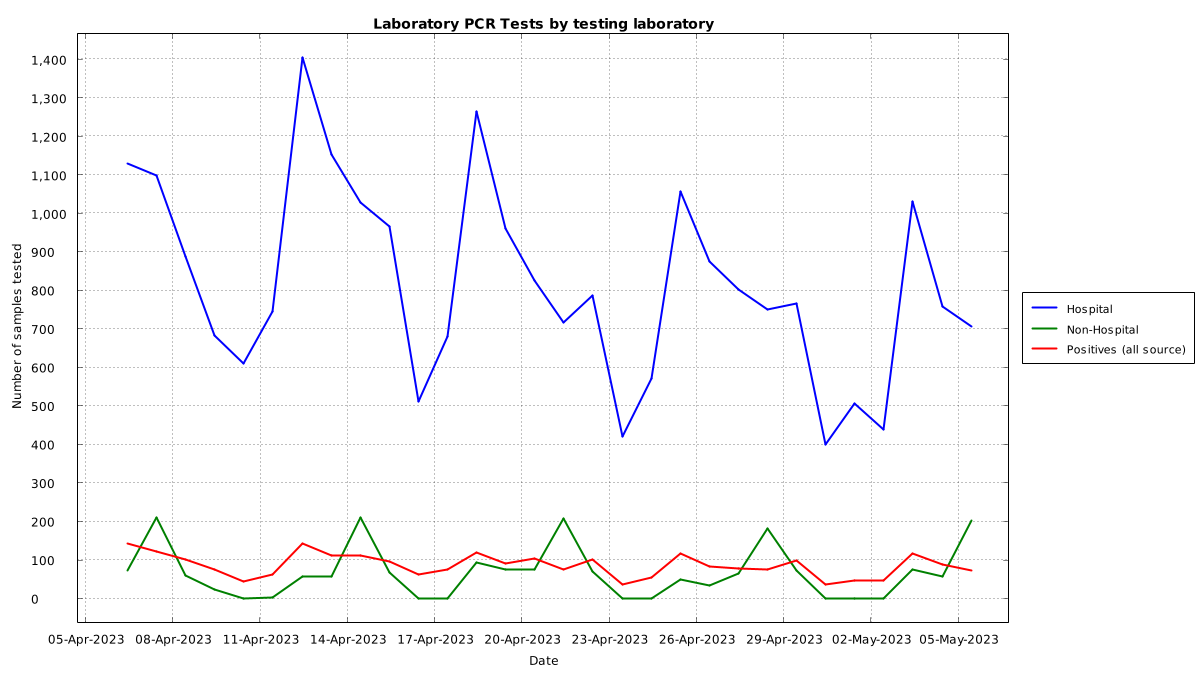 Laboratory PCR Tests by testing laboratory
1,400
1,300
1,200
1,100
1,000
900
800
700
600
500
400
300
200
100
0
Number of samples tested
05-Apr-2023 08-Apr-2023 11-Apr-2023 14-Apr-2023 17-Apr-2023 20-Apr-2023 23-Apr-2023 26-Apr-2023 29-Apr-2023 02-May-2023 05-May-2023
Date
Hospital
Non-Hospital
Positives (all source)